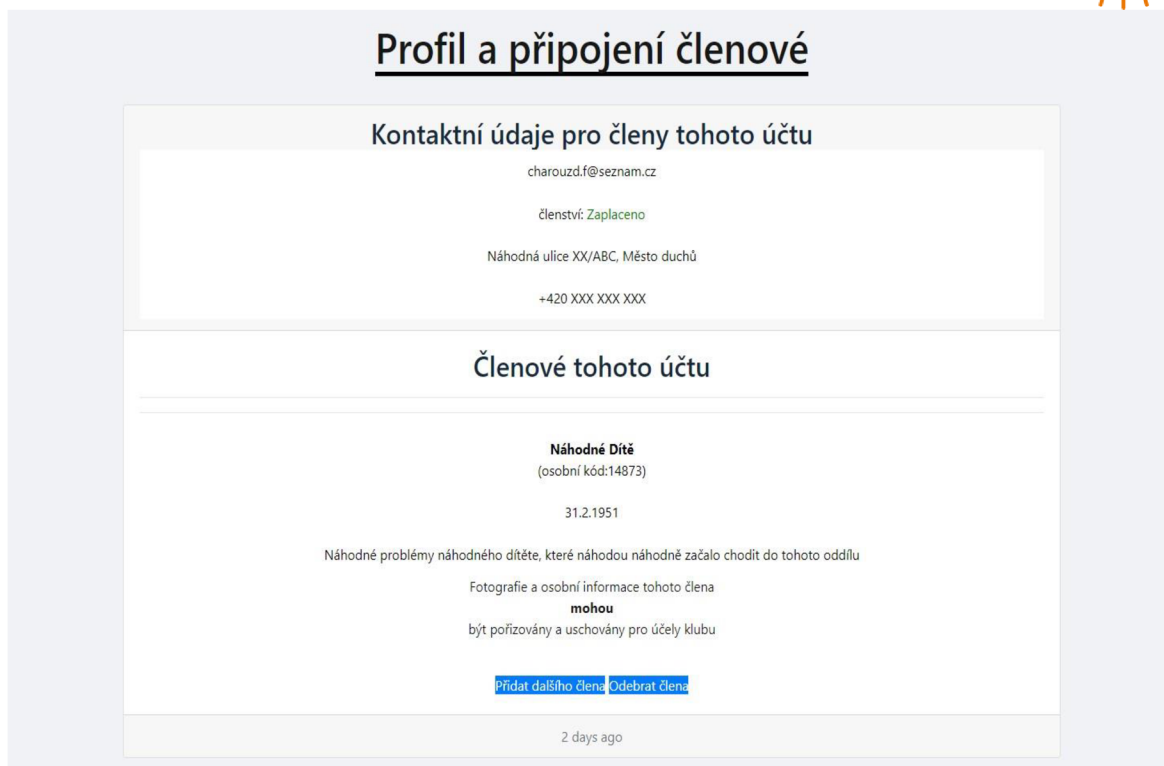 Profil a připojení členové
Kontaktní údaje pro členy tohoto účtu
charouzd.f@seznam.cz
členství: Zaplaceno
Náhodná ulice XX/ABC, Město duchů
+420 XXX XXX XXX
Členové tohoto účtu
Náhodné Dítě
(osobní kód:14873)
31.2.1951
Náhodné problémy náhodného dítěte, které náhodou náhodně začalo chodit do tohoto oddílu
Fotografie a osobní informace tohoto člena
mohou
být pořizovány a uschovány pro účely klubu
Přidat dalšího člena Odebrat člena
2 days ago